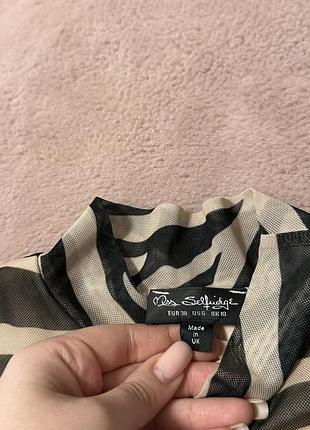 Miss Selfridge
EUR 38 US 6 UK 10
Made
in
UK